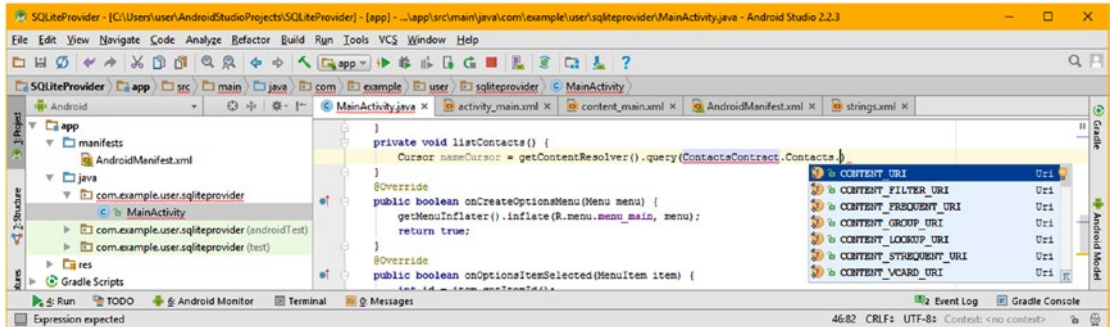 SQLiteProvider - [C:\Users\user\AndroidStudioProjects\SQLiteProvider] - [app] - ...\app\src\main\java\com\example\user\sqliteprovider\MainActivity.java - Android Studio 2.2.3
File Edit View Navigate Code Analyze Refactor Build Run Tools VCS Window Help
app
SQLiteProvider app src main java com example user sqliteprovider MainActivity
Android
MainActivity.java × activity_main.xml × content_main.xml × AndroidManifest.xml × strings.xml ×
1: Project
app
manifests
AndroidManifest.xml
java
com.example.user.sqliteprovider
MainActivity
com.example.user.sqliteprovider (androidTest)
com.example.user.sqliteprovider (test)
res
Gradle Scripts
7: Structure
}
private void listContacts() {
Cursor nameCursor = getContentResolver().query(ContactsContract.Contacts.)
}
@Override
public boolean onCreateOptionsMenu(Menu menu) {
getMenuInflater().inflate(R.menu.menu_main, menu);
return true;
}
@Override
public boolean onOptionsItemSelected(MenuItem item) {
int id = item.getItemId();
CONTENT_URI Uri
CONTENT_FILTER_URI Uri
CONTENT_FREQUENT_URI Uri
CONTENT_GROUP_URI Uri
CONTENT_LOOKUP_URI Uri
CONTENT_STREQUENT_URI Uri
CONTENT_VCARD_URI Uri
Gradle
Android Model
4: Run TODO 6: Android Monitor Terminal 0: Messages 2 Event Log Gradle Console
Expression expected 46:82 CRLF÷ UTF-8÷ Context: <no context>